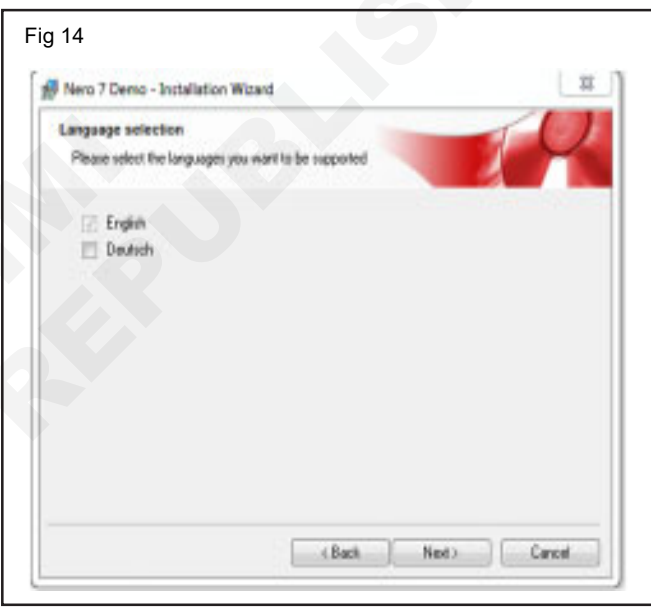 Fig 14
Nero 7 Demo - Installation Wizard
Language selection
Please select the languages you want to be supported
English
Deutsch
< Back
Next >
Cancel
REPUBLIS